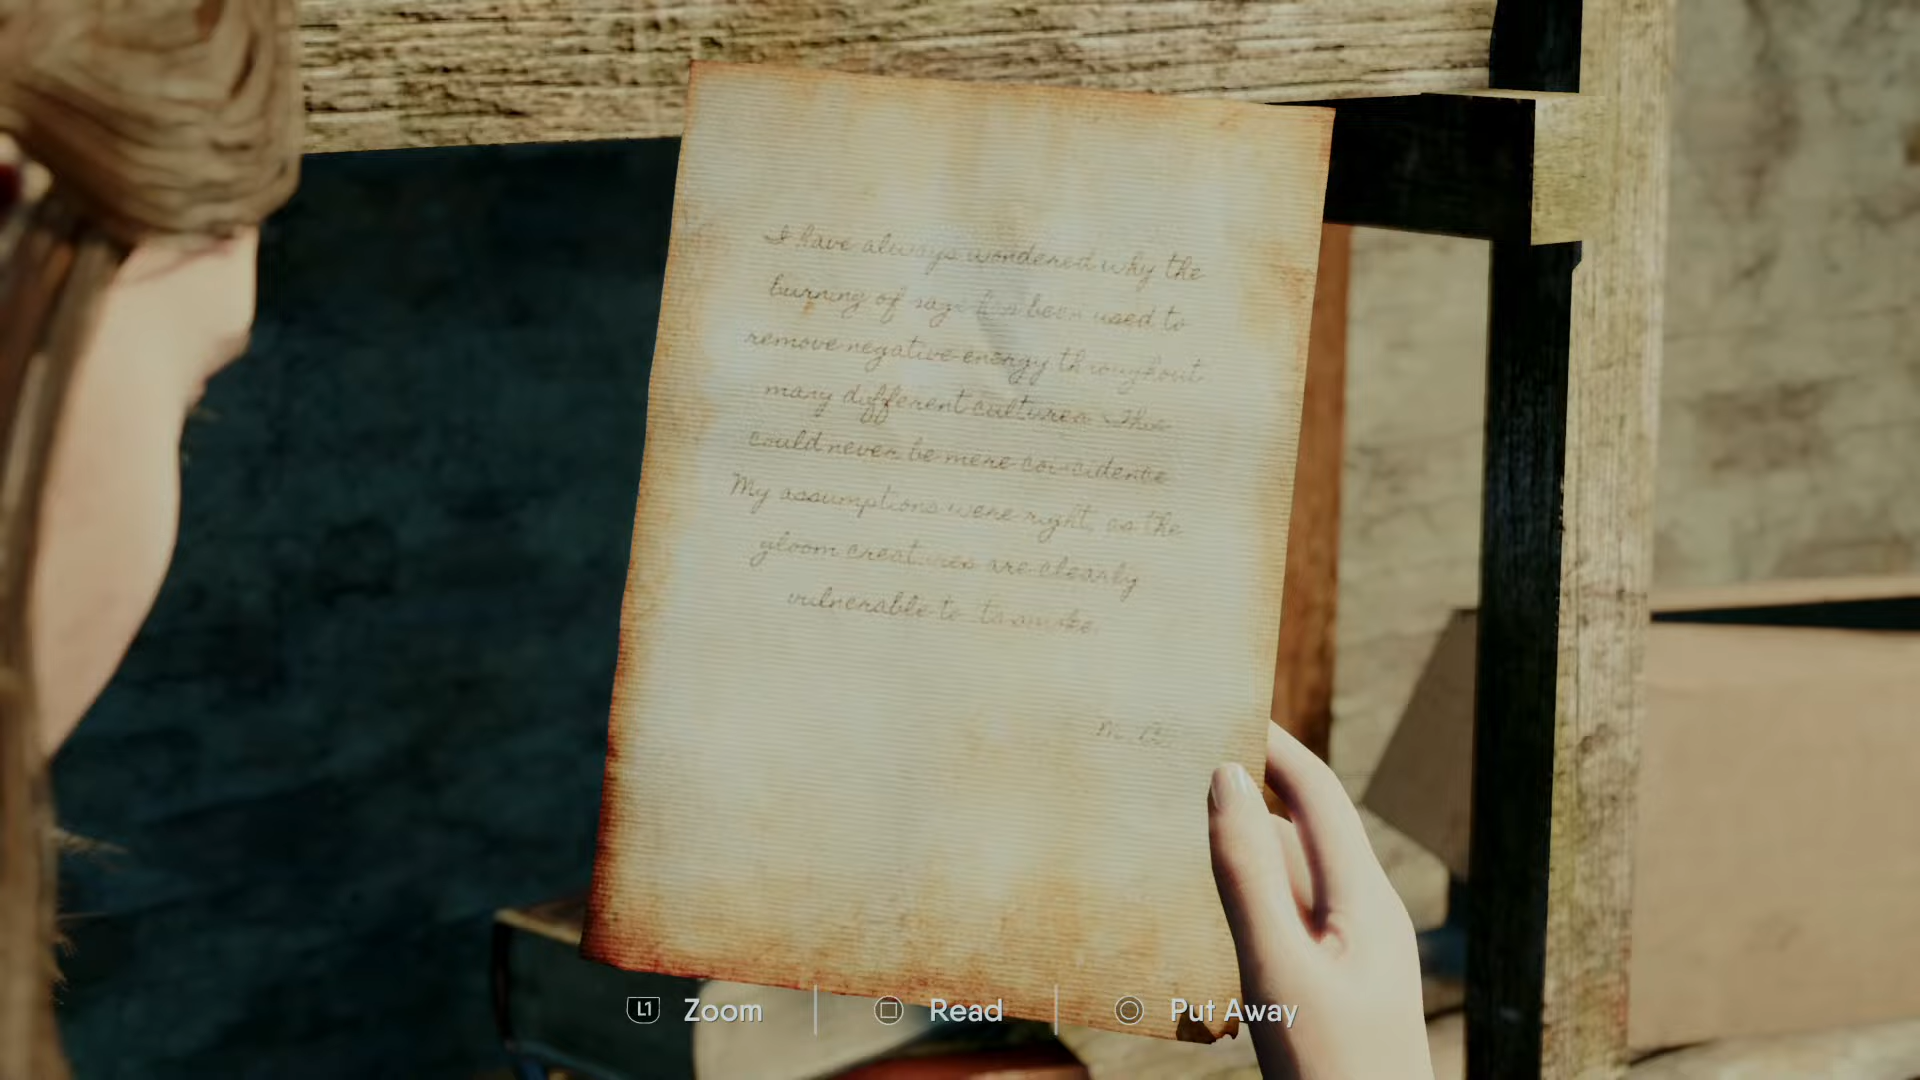 I have always wondered why the
burning of sage has been used to
remove negative energy throughout
many different cultures. This
could never be mere coincidence
My assumptions were right, as the
gloom creatures are clearly
vulnerable to its smoke.
L1 Zoom Read Put Away